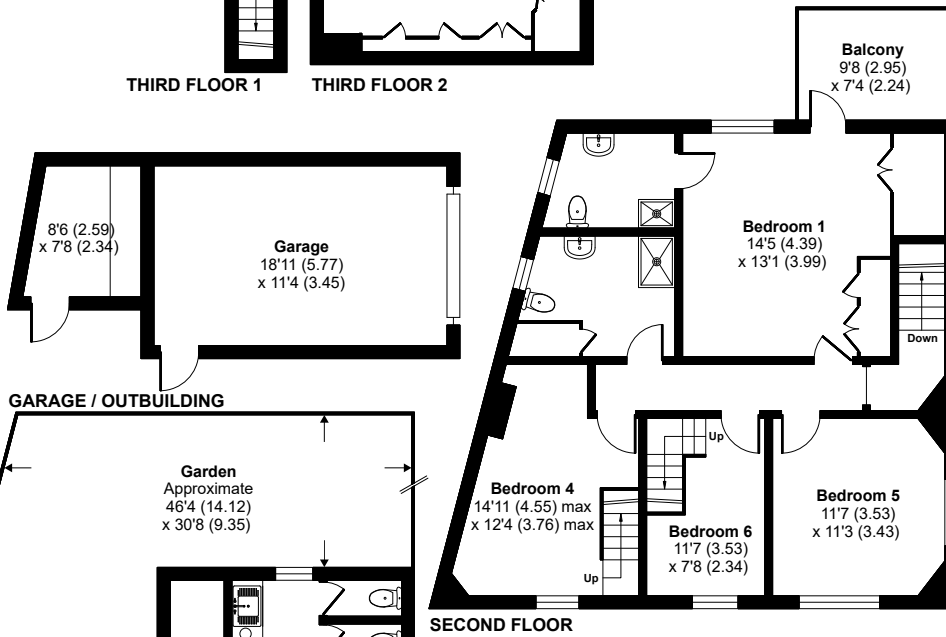 THIRD FLOOR 1
THIRD FLOOR 2
Balcony
9'8 (2.95)
x 7'4 (2.24)
8'6 (2.59)
x 7'8 (2.34)
Garage
18'11 (5.77)
x 11'4 (3.45)
Bedroom 1
14'5 (4.39)
x 13'1 (3.99)
Down
GARAGE / OUTBUILDING
Garden
Approximate
46'4 (14.12)
x 30'8 (9.35)
Up
Bedroom 4
14'11 (4.55) max
x 12'4 (3.76) max
Up
Bedroom 6
11'7 (3.53)
x 7'8 (2.34)
Bedroom 5
11'7 (3.53)
x 11'3 (3.43)
SECOND FLOOR